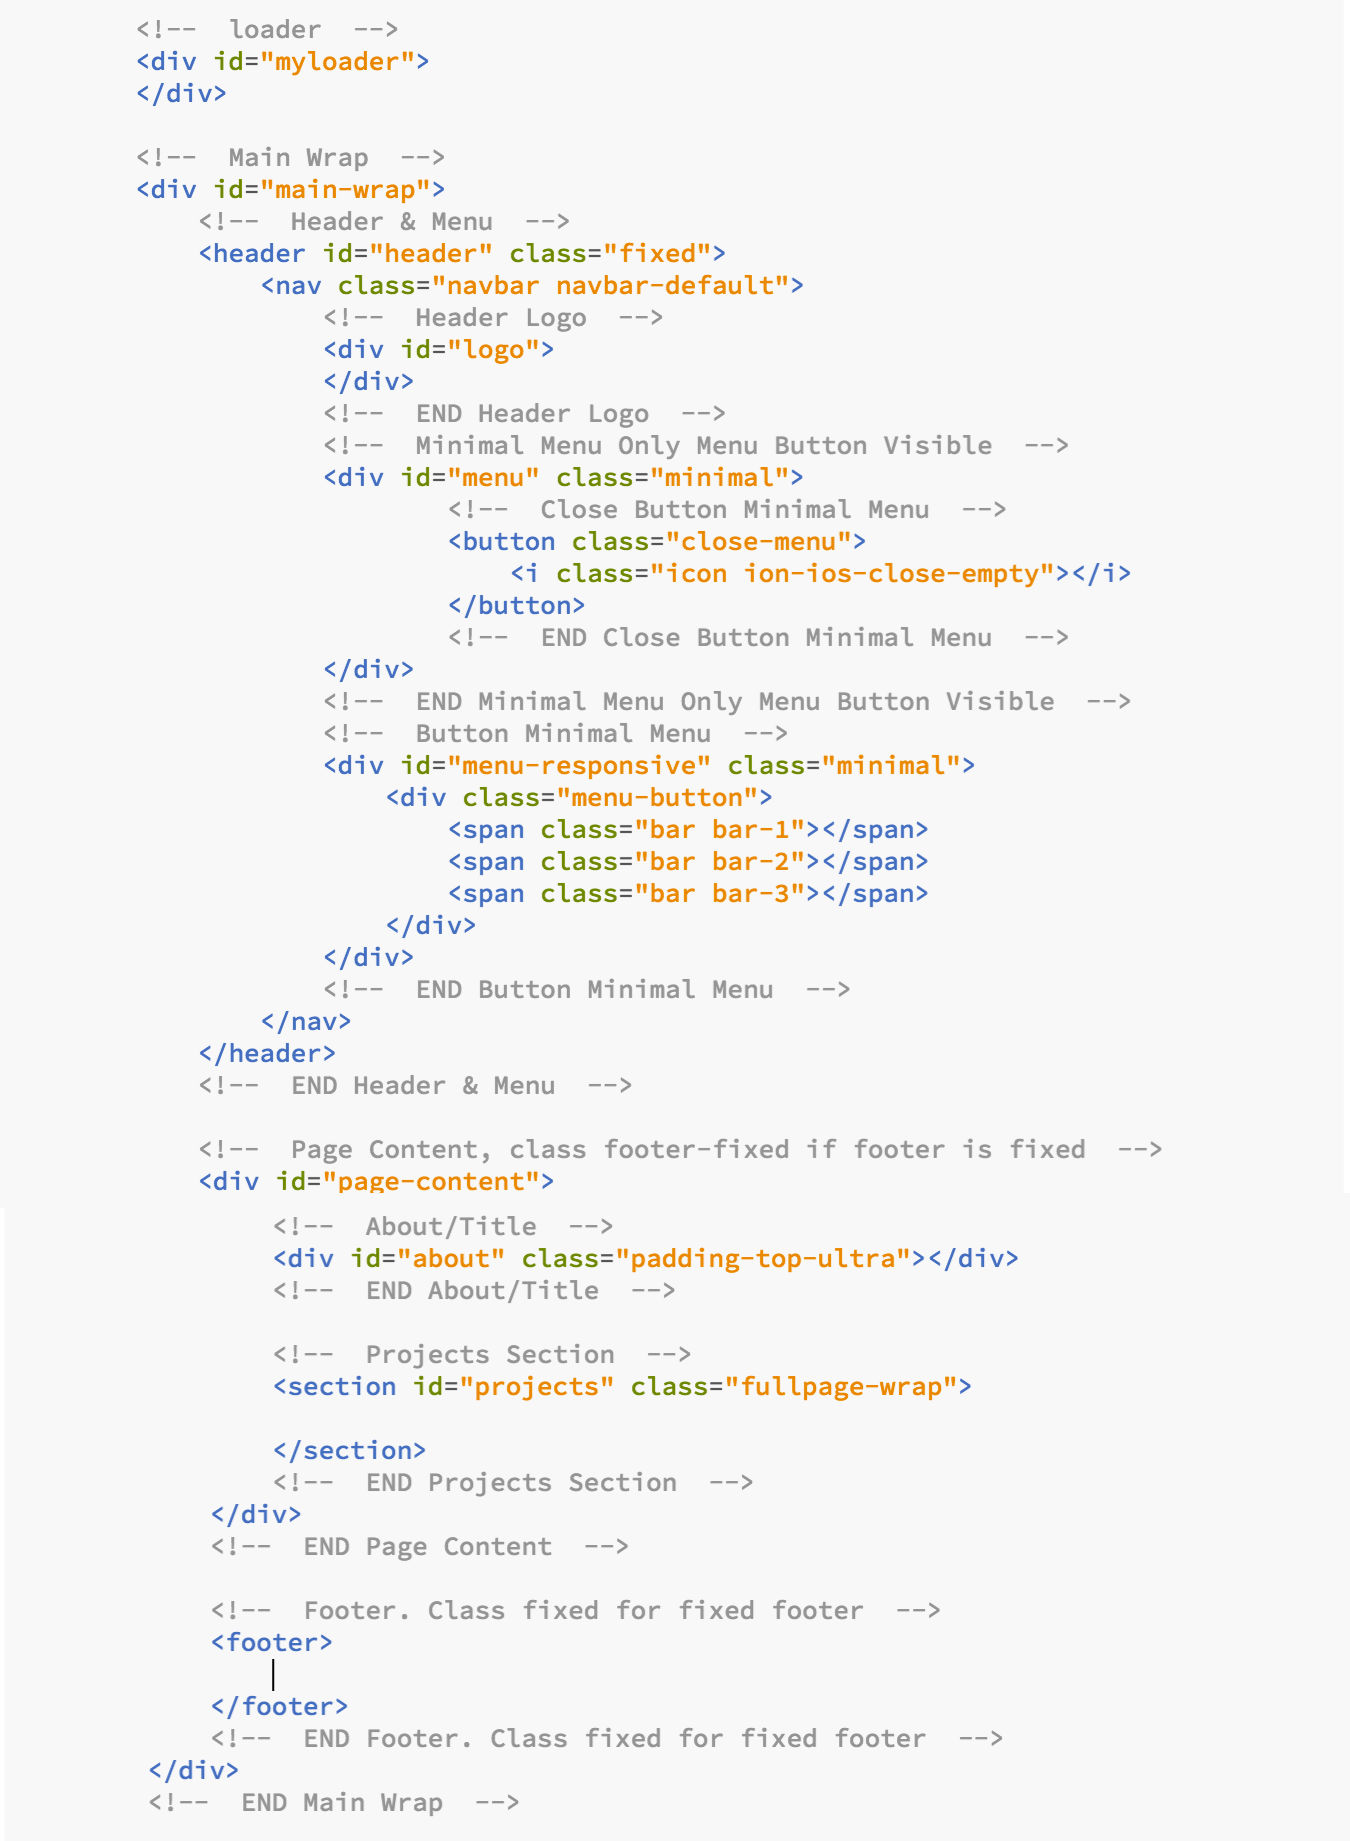 <!--  loader  -->
<div id="myloader">
</div>
<!--  Main Wrap  -->
<div id="main-wrap">
<!--  Header & Menu  -->
<header id="header" class="fixed">
<nav class="navbar navbar-default">
<!--  Header Logo  -->
<div id="logo">
</div>
<!--  END Header Logo  -->
<!--  Minimal Menu Only Menu Button Visible  -->
<div id="menu" class="minimal">
<!--  Close Button Minimal Menu  -->
<button class="close-menu">
<i class="icon ion-ios-close-empty"></i>
</button>
<!--  END Close Button Minimal Menu  -->
</div>
<!--  END Minimal Menu Only Menu Button Visible  -->
<!--  Button Minimal Menu  -->
<div id="menu-responsive" class="minimal">
<div class="menu-button">
<span class="bar bar-1"></span>
<span class="bar bar-2"></span>
<span class="bar bar-3"></span>
</div>
</div>
<!--  END Button Minimal Menu  -->
</nav>
</header>
<!--  END Header & Menu  -->
<!--  Page Content, class footer-fixed if footer is fixed  -->
<div id="page-content">
<!--  About/Title  -->
<div id="about" class="padding-top-ultra"></div>
<!--  END About/Title  -->
<!--  Projects Section  -->
<section id="projects" class="fullpage-wrap">
</section>
<!--  END Projects Section  -->
</div>
<!--  END Page Content  -->
<!--  Footer. Class fixed for fixed footer  -->
<footer>
</footer>
<!--  END Footer. Class fixed for fixed footer  -->
</div>
<!--  END Main Wrap  -->